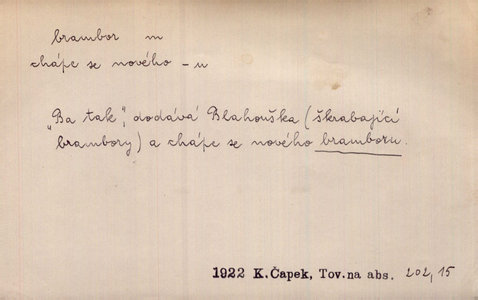 brambor m
chápe se nového -u
„Ba tak", dodává Blahouška (škrabající
brambory) a chápe se nového bramboru.
1922 K.Čapek, Tov.na abs. 202, 15